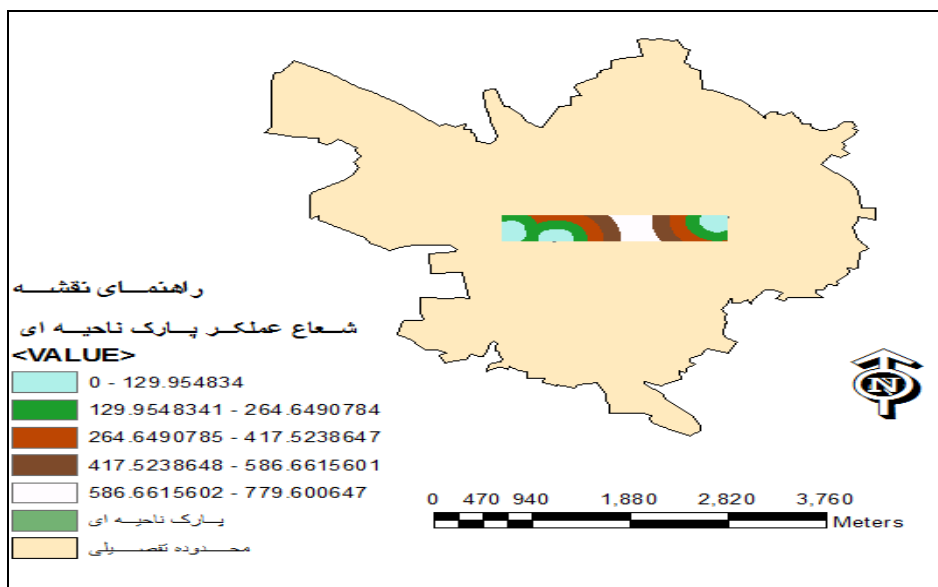 راهنمای نقشه
شعاع عملکر پارک ناحیه ای
<VALUE>
0 - 129.954834
129.9548341 - 264.6490784
264.6490785 - 417.5238647
417.5238648 - 586.6615601
586.6615602 - 779.600647
پارک ناحیه ای
محدوده تفصیلی
N
0 470 940 1,880 2,820 3,760
Meters